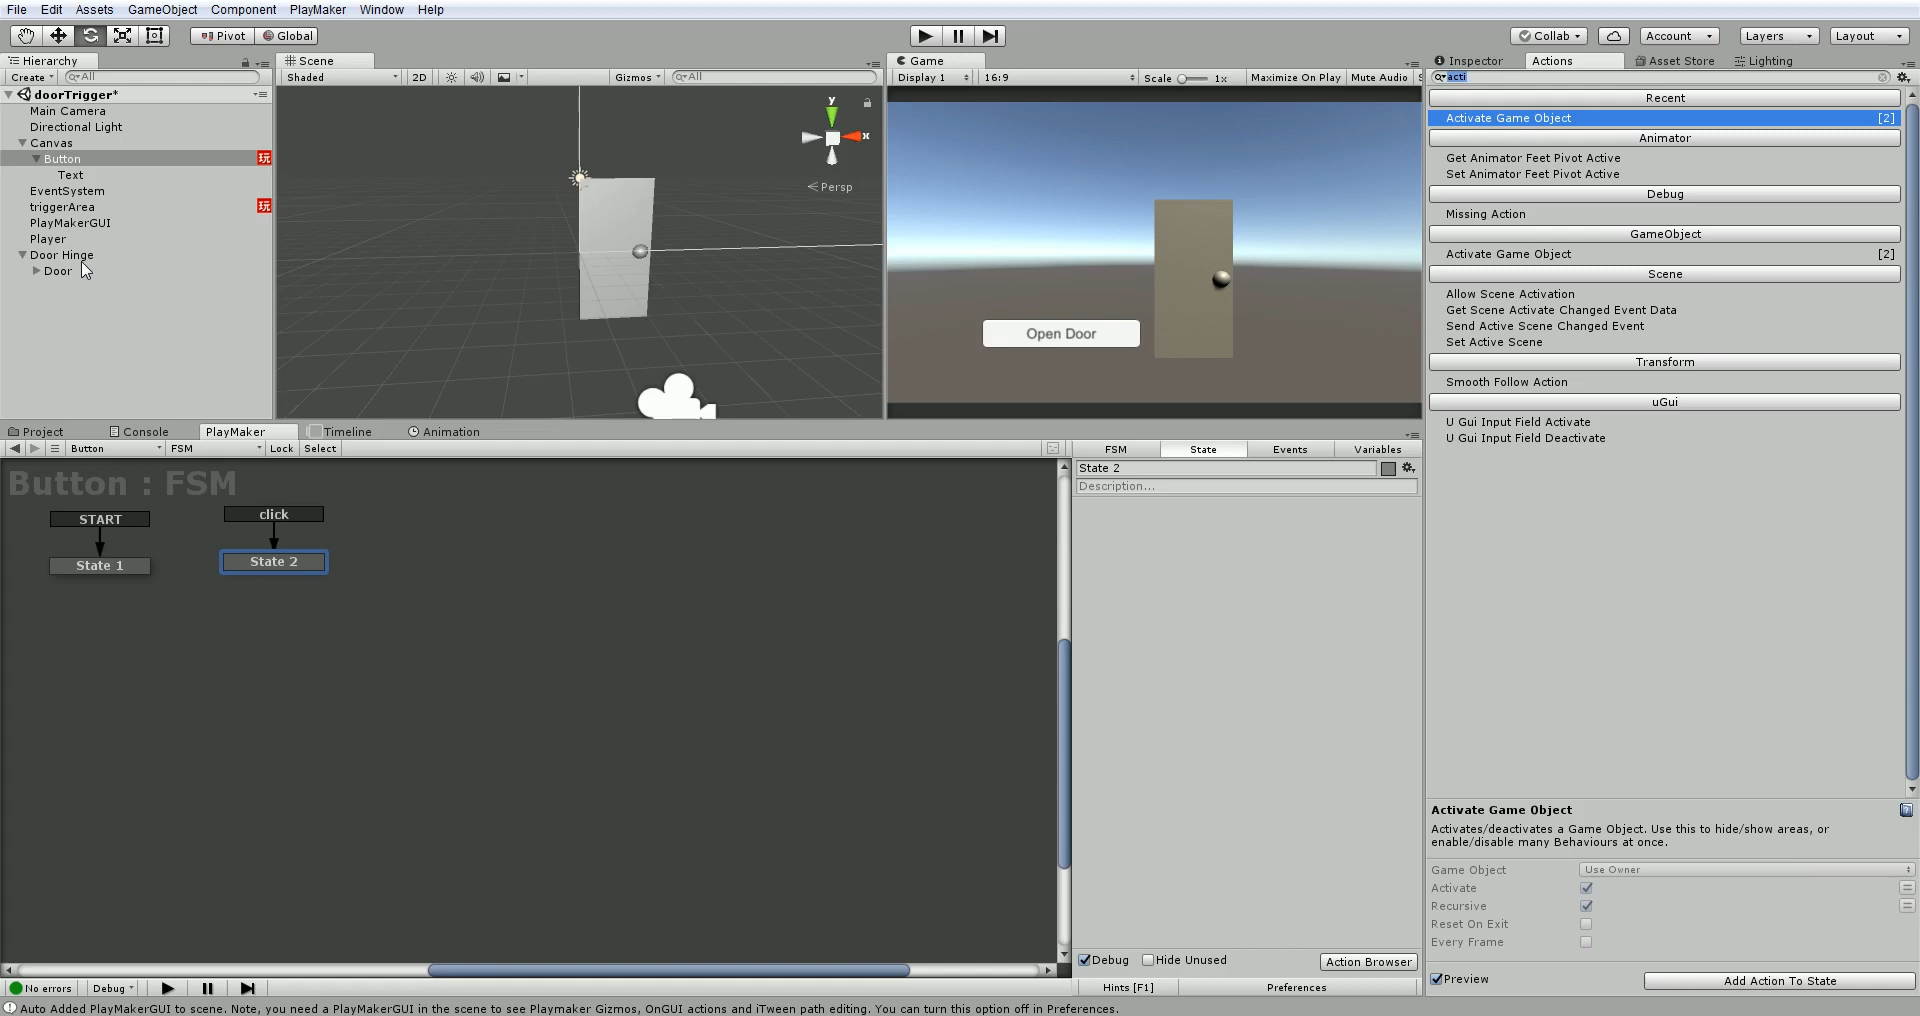 File Edit Assets GameObject Component PlayMaker Window Help
Pivot Global Collab Account Layers Layout
Hierarchy
Create All
doorTrigger*
Main Camera
Directional Light
Canvas
Button 玩
Text
EventSystem
triggerArea 玩
PlayMakerGUI
Player
Door Hinge
Door
Scene
Shaded 2D Gizmos All
y
x
Persp
Game
Display 1 16:9 Scale 1x Maximize On Play Mute Audio S
Open Door
Inspector Actions Asset Store Lighting
acti
Recent
Activate Game Object [2]
Animator
Get Animator Feet Pivot Active
Set Animator Feet Pivot Active
Debug
Missing Action
GameObject
Activate Game Object [2]
Scene
Allow Scene Activation
Get Scene Activate Changed Event Data
Send Active Scene Changed Event
Set Active Scene
Transform
Smooth Follow Action
uGui
U Gui Input Field Activate
U Gui Input Field Deactivate
Project Console PlayMaker Timeline Animation
Button FSM Lock Select
Button : FSM
START
State 1
click
State 2
FSM State Events Variables
State 2
Description...
Debug Hide Unused Action Browser
Hints [F1] Preferences
Activate Game Object
Activates/deactivates a Game Object. Use this to hide/show areas, or
enable/disable many Behaviours at once.
Game Object Use Owner
Activate
Recursive
Reset On Exit
Every Frame
Preview Add Action To State
No errors Debug
Auto Added PlayMakerGUI to scene. Note, you need a PlayMakerGUI in the scene to see Playmaker Gizmos, OnGUI actions and iTween path editing. You can turn this option off in Preferences.